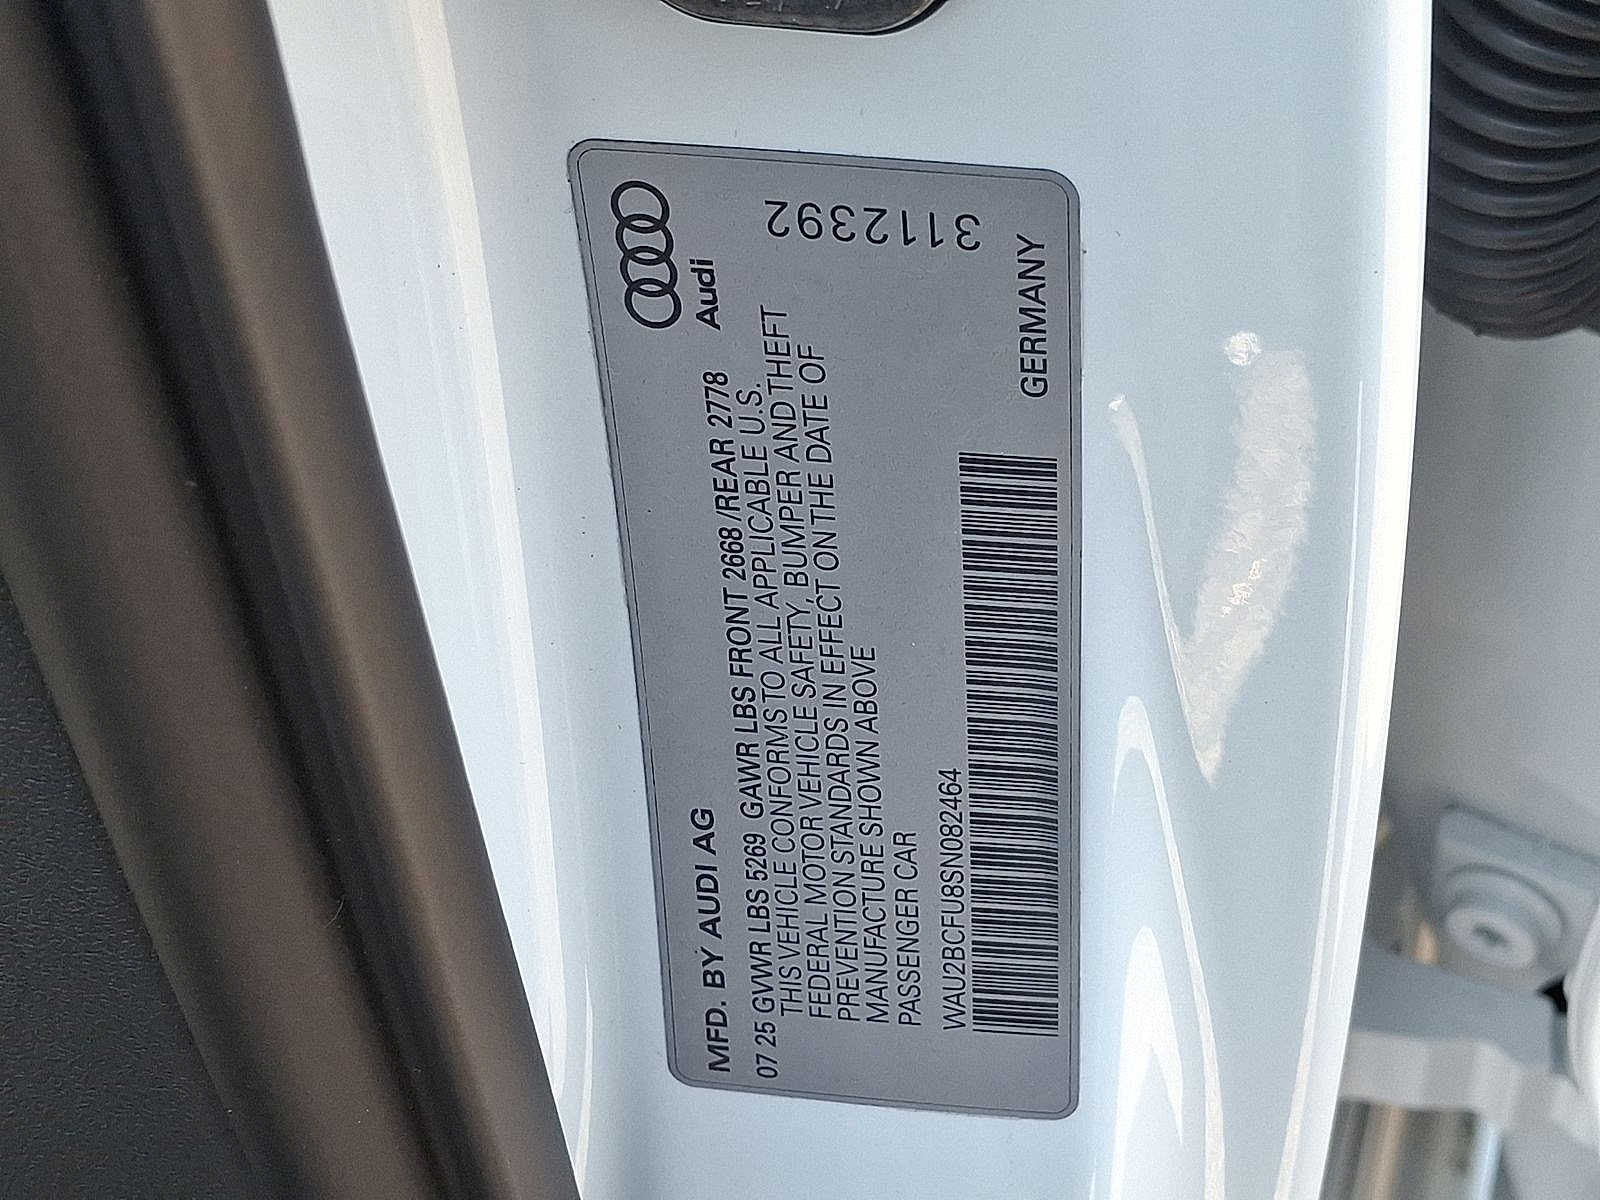 MFD. BY AUDI AG
Audi
07 25 GVWR LBS 5269 GAWR LBS FRONT 2668 /REAR 2778
THIS VEHICLE CONFORMS TO ALL APPLICABLE U.S.
FEDERAL MOTOR VEHICLE SAFETY, BUMPER AND THEFT
PREVENTION STANDARDS IN EFFECT ON THE DATE OF
MANUFACTURE SHOWN ABOVE
PASSENGER CAR
3112392
WAU2BCFU8SN082464
GERMANY